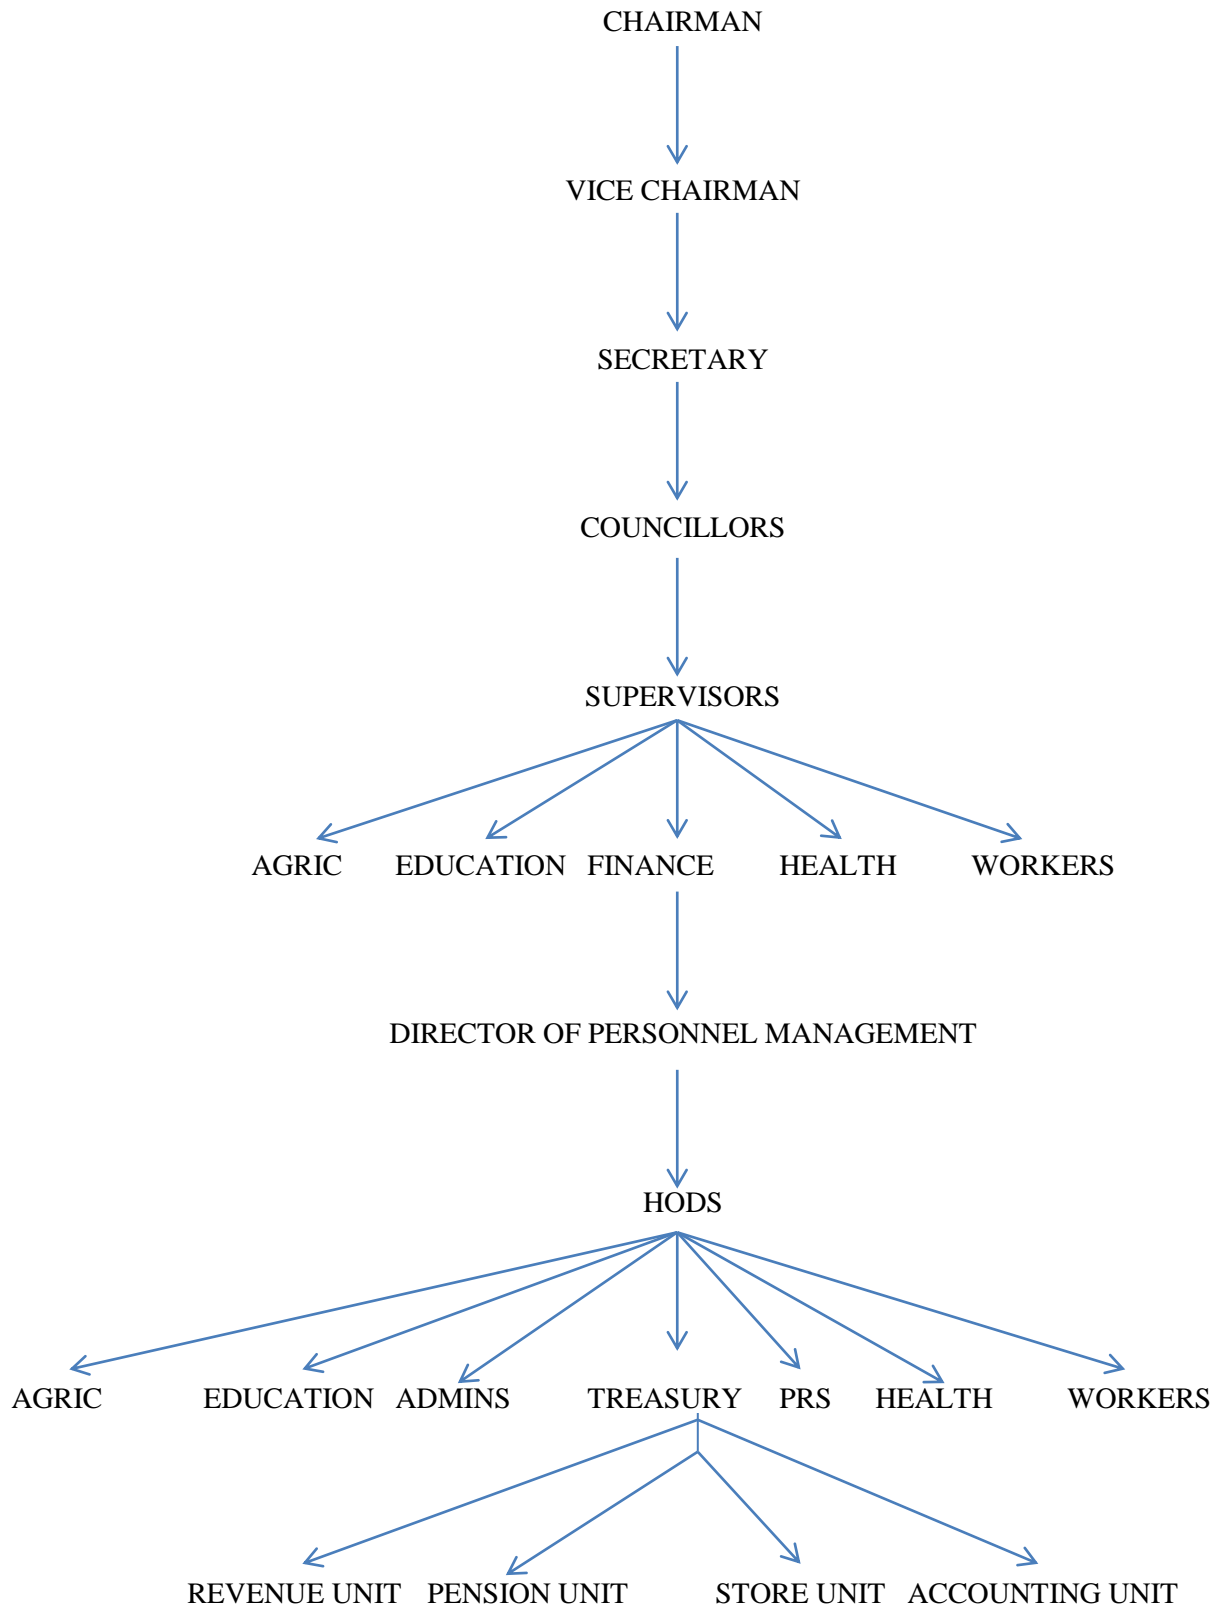 CHAIRMAN
VICE CHAIRMAN
SECRETARY
COUNCILLORS
SUPERVISORS
AGRIC EDUCATION FINANCE HEALTH WORKERS
DIRECTOR OF PERSONNEL MANAGEMENT
HODS
AGRIC EDUCATION ADMINS TREASURY PRS HEALTH WORKERS
REVENUE UNIT PENSION UNIT STORE UNIT ACCOUNTING UNIT